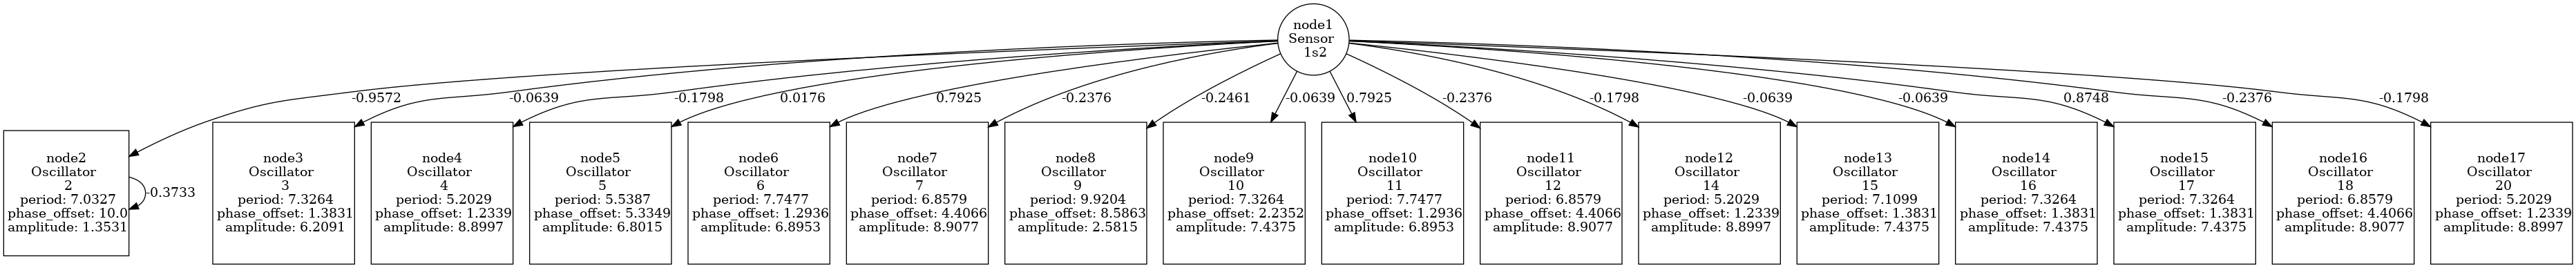 node1
Sensor
1s2
-0.9572
-0.0639
-0.1798
0.0176
0.7925
-0.2376
-0.2461
-0.0639
0.7925
-0.2376
-0.1798
-0.0639
-0.0639
0.8748
-0.2376
-0.1798
node2
Oscillator
2
period: 7.0327
phase_offset: 10.0
amplitude: 1.3531
-0.3733
node3
Oscillator
3
period: 7.3264
phase_offset: 1.3831
amplitude: 6.2091
node4
Oscillator
4
period: 5.2029
phase_offset: 1.2339
amplitude: 8.8997
node5
Oscillator
5
period: 5.5387
phase_offset: 5.3349
amplitude: 6.8015
node6
Oscillator
6
period: 7.7477
phase_offset: 1.2936
amplitude: 6.8953
node7
Oscillator
7
period: 6.8579
phase_offset: 4.4066
amplitude: 8.9077
node8
Oscillator
9
period: 9.9204
phase_offset: 8.5863
amplitude: 2.5815
node9
Oscillator
10
period: 7.3264
phase_offset: 2.2352
amplitude: 7.4375
node10
Oscillator
11
period: 7.7477
phase_offset: 1.2936
amplitude: 6.8953
node11
Oscillator
12
period: 6.8579
phase_offset: 4.4066
amplitude: 8.9077
node12
Oscillator
14
period: 5.2029
phase_offset: 1.2339
amplitude: 8.8997
node13
Oscillator
15
period: 7.1099
phase_offset: 1.3831
amplitude: 7.4375
node14
Oscillator
16
period: 7.3264
phase_offset: 1.3831
amplitude: 7.4375
node15
Oscillator
17
period: 7.3264
phase_offset: 1.3831
amplitude: 7.4375
node16
Oscillator
18
period: 6.8579
phase_offset: 4.4066
amplitude: 8.9077
node17
Oscillator
20
period: 5.2029
phase_offset: 1.2339
amplitude: 8.8997